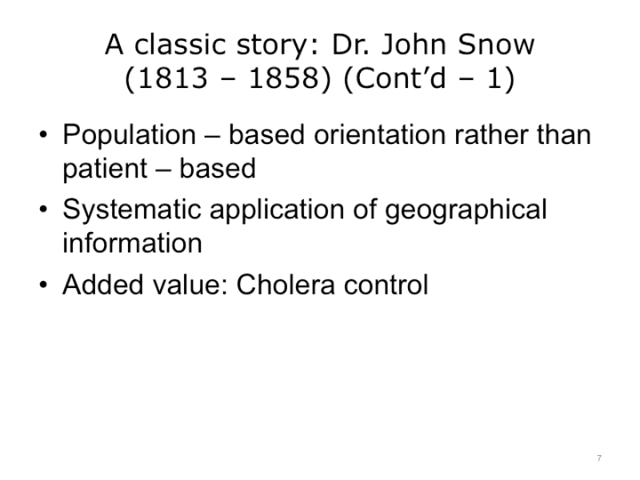 A classic story: Dr. John Snow
(1813 – 1858) (Cont’d – 1)
• Population – based orientation rather than
patient – based
• Systematic application of geographical
information
• Added value: Cholera control
7